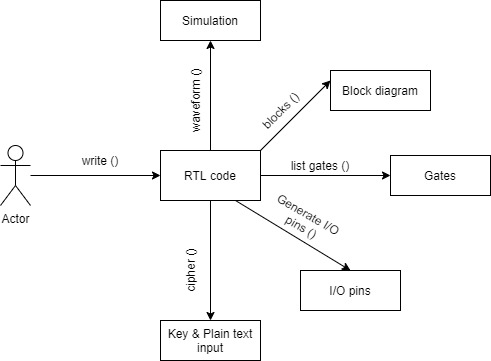 Simulation
waveform ()
blocks ()
Block diagram
write ()
RTL code
list gates ()
Gates
Actor
Generate I/O
pins ()
cipher ()
I/O pins
Key & Plain text
input